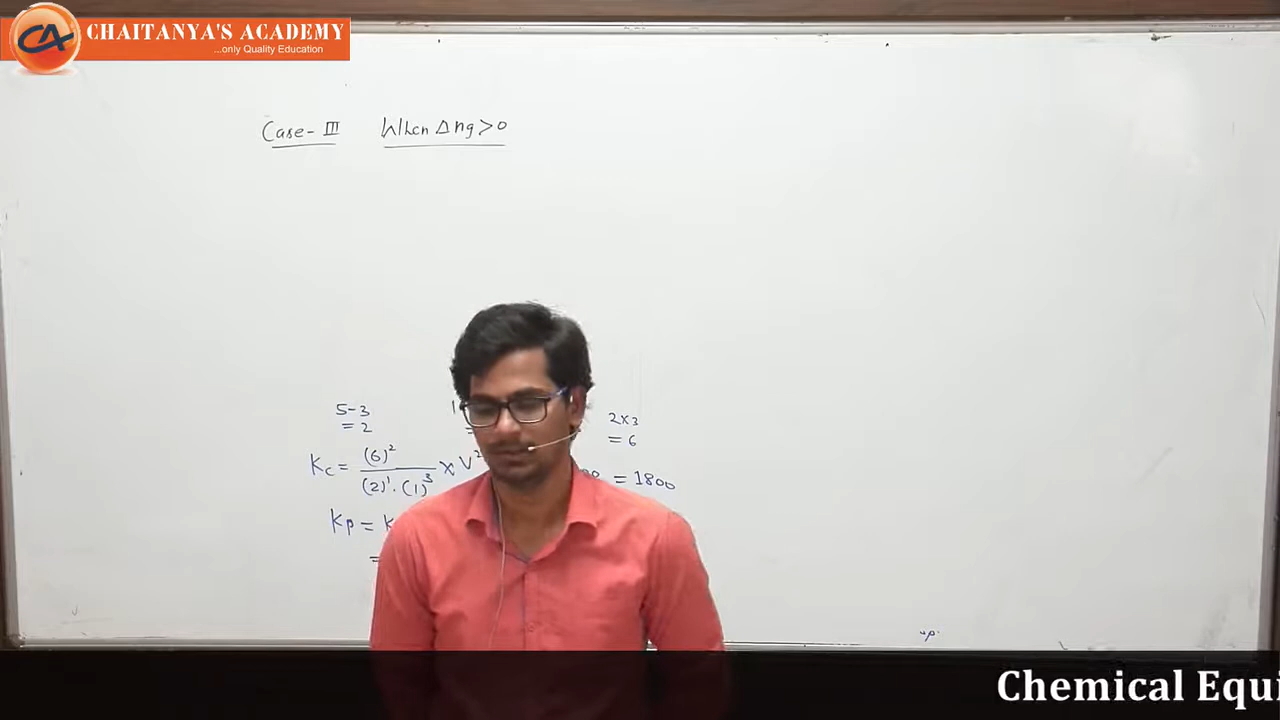 CHAITANYA'S ACADEMY
...only Quality Education
Case-III When Δng>0
5-3
= 2
2x3
= 6
Kc = (6)² / (2)¹·(1)³ x V² = 1800
Kp = K
=
Chemical Equi